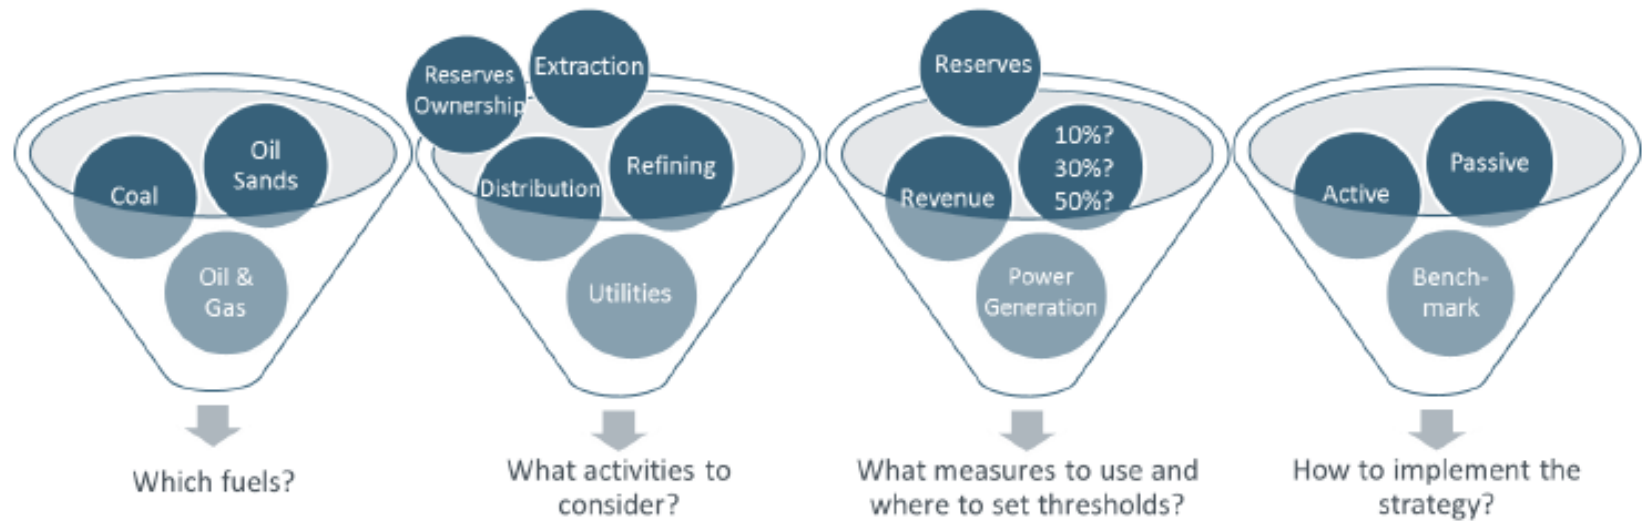 Coal
Oil
Sands
Oil &
Gas
Which fuels?
Reserves
Ownership
Extraction
Distribution
Refining
Utilities
What activities to
consider?
Reserves
Revenue
10%?
30%?
50%?
Power
Generation
What measures to use and
where to set thresholds?
Active
Passive
Bench-
mark
How to implement the
strategy?